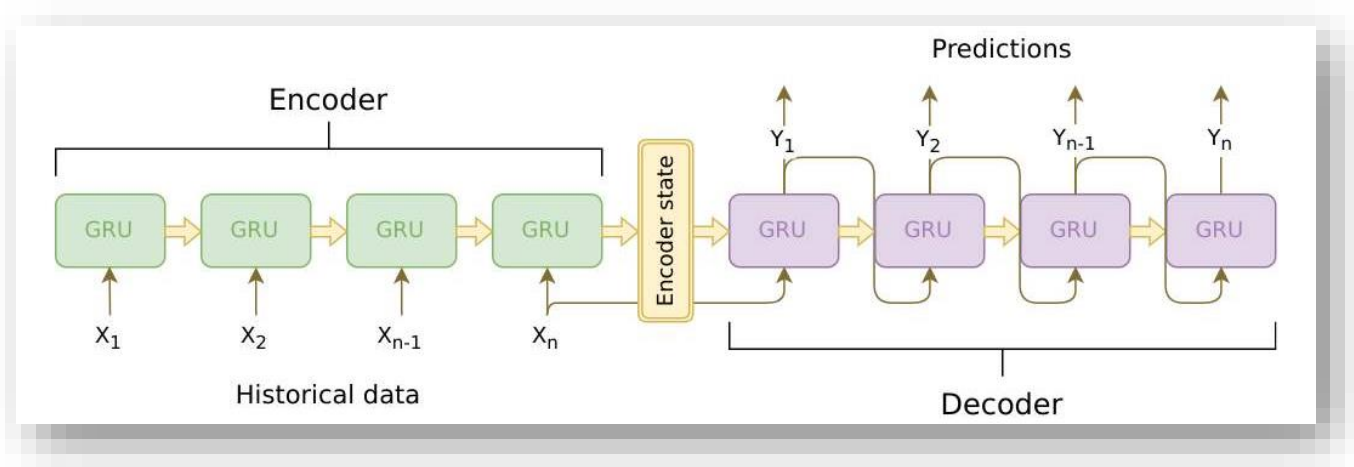 Predictions
Encoder
Y1 Y2 Yn-1 Yn
GRU GRU GRU GRU Encoder state GRU GRU GRU GRU
X1 X2 Xn-1 Xn
Historical data
Decoder